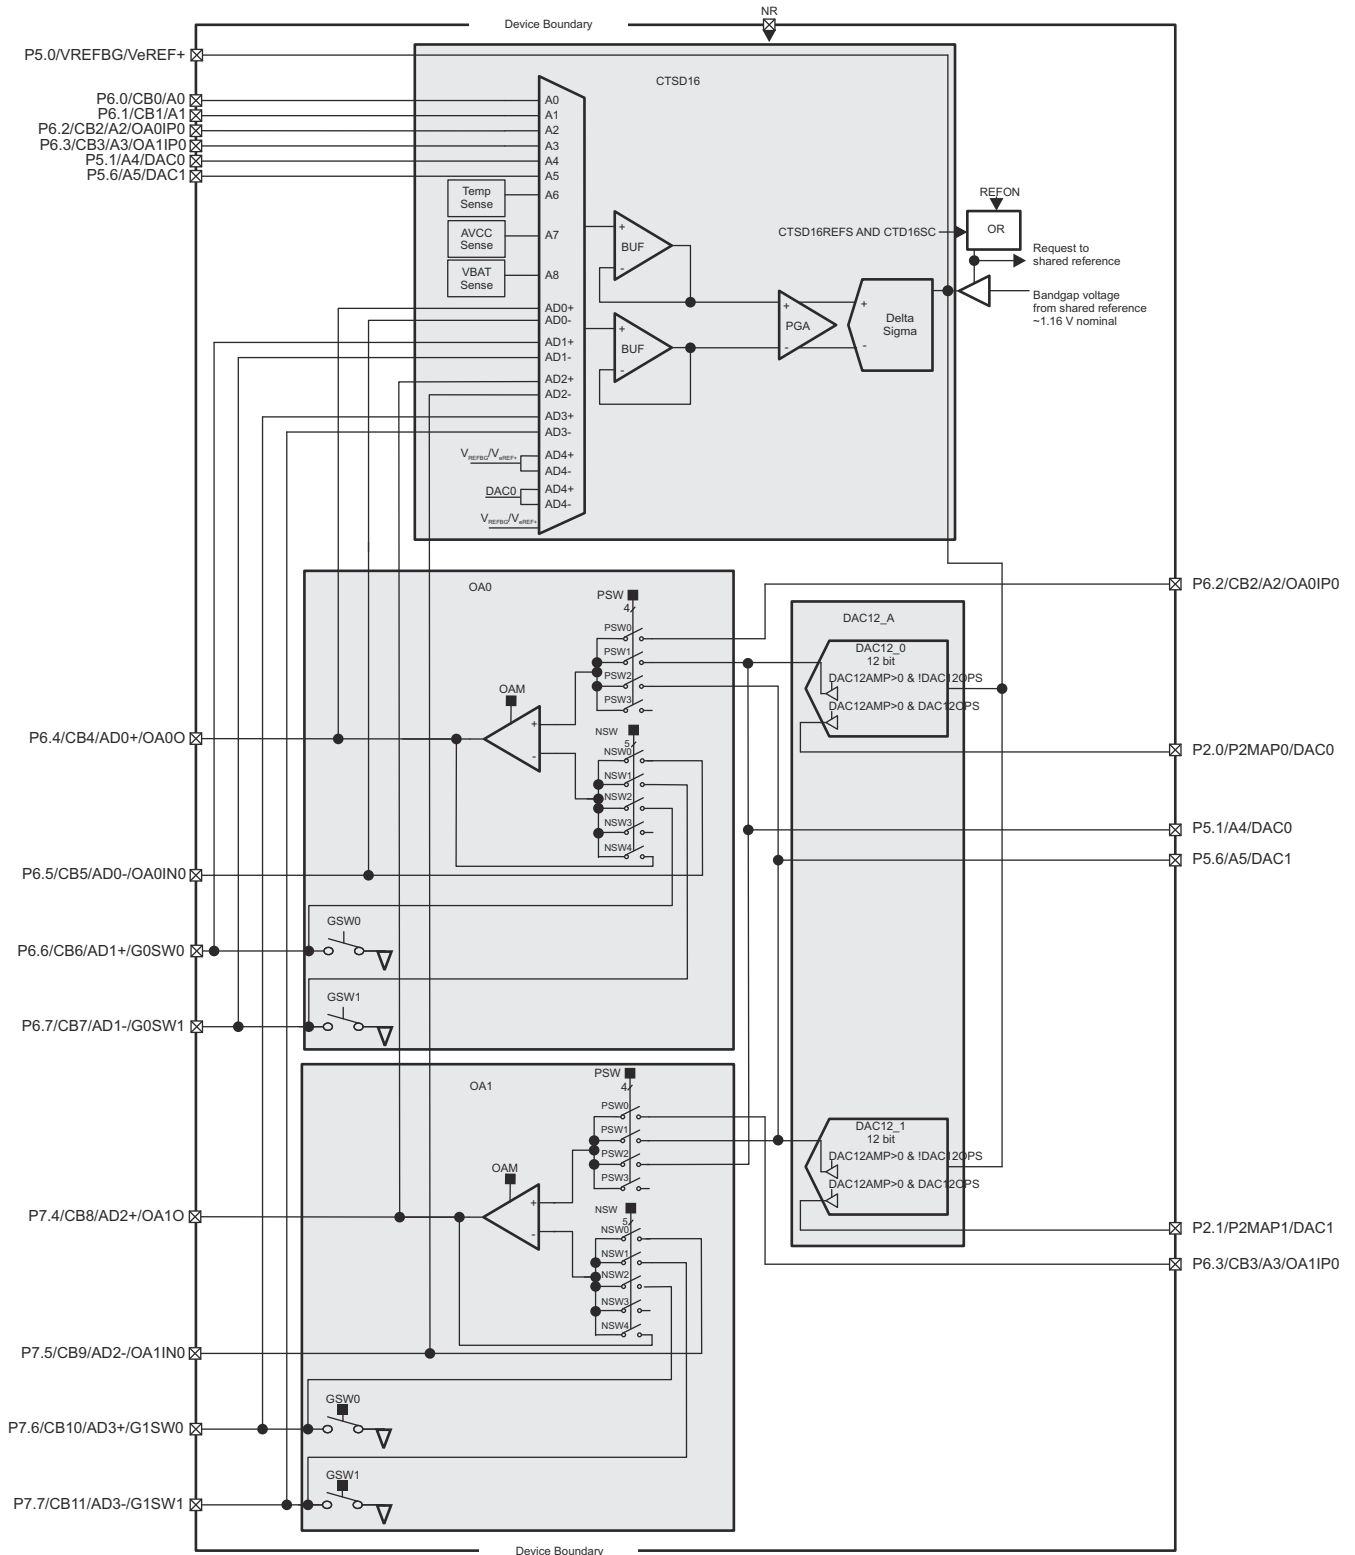 Device Boundary
NR
P5.0/VREFBG/VeREF+
CTSD16
P6.0/CB0/A0
P6.1/CB1/A1
P6.2/CB2/A2/OA0IP0
P6.3/CB3/A3/OA1IP0
P5.1/A4/DAC0
P5.6/A5/DAC1
A0
A1
A2
A3
A4
A5
Temp
Sense
A6
AVCC
Sense
A7
VBAT
Sense
A8
AD0+
AD0-
AD1+
AD1-
AD2+
AD2-
AD3+
AD3-
VREFBG/VeREF+
AD4+
AD4-
DAC0
AD4+
AD4-
VREFBG/VeREF+
+
BUF
-
+
BUF
-
+
PGA
-
+
Delta
Sigma
-
REFON
CTSD16REFS AND CTD16SC
OR
Request to
shared reference
Bandgap voltage
from shared reference
~1.16 V nominal
OA0
PSW
4
PSW0
PSW1
PSW2
PSW3
OAM
+
-
NSW
5
NSW0
NSW1
NSW2
NSW3
NSW4
GSW0
GSW1
P6.4/CB4/AD0+/OA0O
P6.5/CB5/AD0-/OA0IN0
P6.6/CB6/AD1+/G0SW0
P6.7/CB7/AD1-/G0SW1
DAC12_A
DAC12_0
12 bit
DAC12AMP>0 & !DAC12OPS
DAC12AMP>0 & DAC12OPS
P6.2/CB2/A2/OA0IP0
P2.0/P2MAP0/DAC0
P5.1/A4/DAC0
P5.6/A5/DAC1
OA1
PSW
4
PSW0
PSW1
PSW2
PSW3
OAM
+
-
NSW
5
NSW0
NSW1
NSW2
NSW3
NSW4
GSW0
GSW1
P7.4/CB8/AD2+/OA1O
P7.5/CB9/AD2-/OA1IN0
P7.6/CB10/AD3+/G1SW0
P7.7/CB11/AD3-/G1SW1
DAC12_1
12 bit
DAC12AMP>0 & !DAC12OPS
DAC12AMP>0 & DAC12OPS
P2.1/P2MAP1/DAC1
P6.3/CB3/A3/OA1IP0
Device Boundary